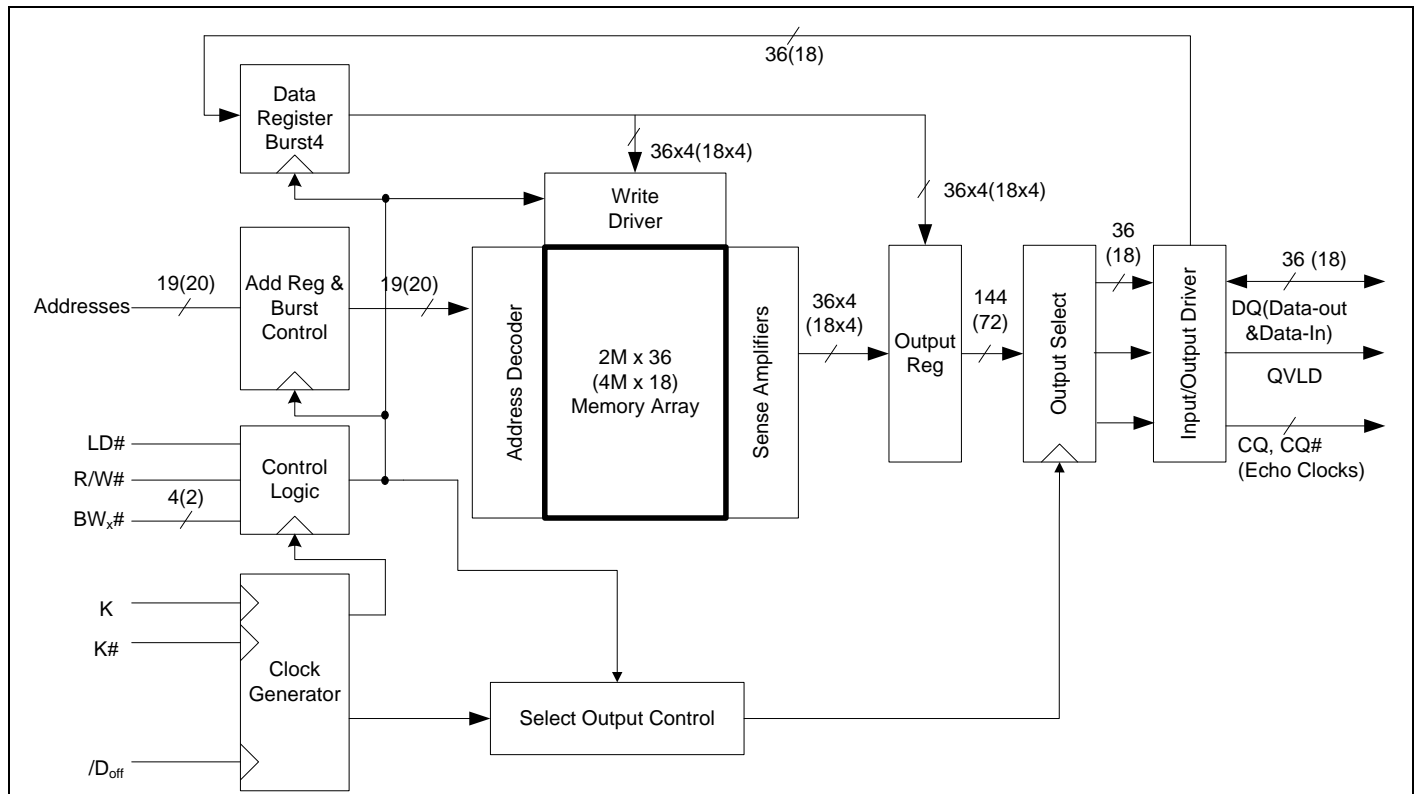 36(18)
Data
Register
Burst4
36x4(18x4)
36x4(18x4)
Write
Driver
Addresses
19(20)
Add Reg &
Burst
Control
19(20)
Address Decoder
2M x 36
(4M x 18)
Memory Array
Sense Amplifiers
36x4
(18x4)
Output
Reg
144
(72)
Output Select
36
(18)
Input/Output Driver
36 (18)
DQ(Data-out
&Data-In)
QVLD
CQ, CQ#
(Echo Clocks)
LD#
R/W#
BWx#
4(2)
Control
Logic
K
K#
/Doff
Clock
Generator
Select Output Control